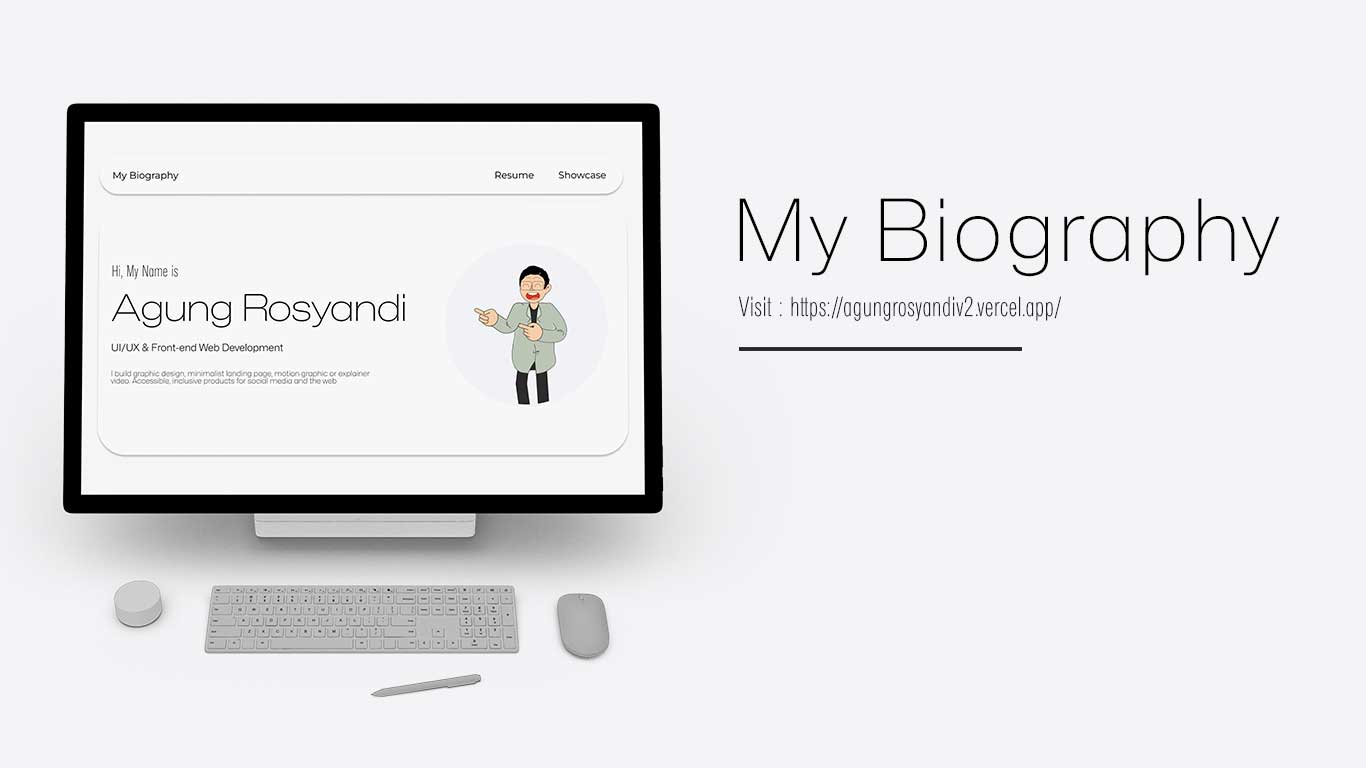 My Biography
Resume
Showcase
Hi, My Name is
Agung Rosyandi
UI/UX & Front-end Web Development
I build graphic design, minimalist landing page, motion graphic or explainer
video. Accessible, inclusive products for social media and the web
My Biography
Visit : https://agungrosyandiv2.vercel.app/